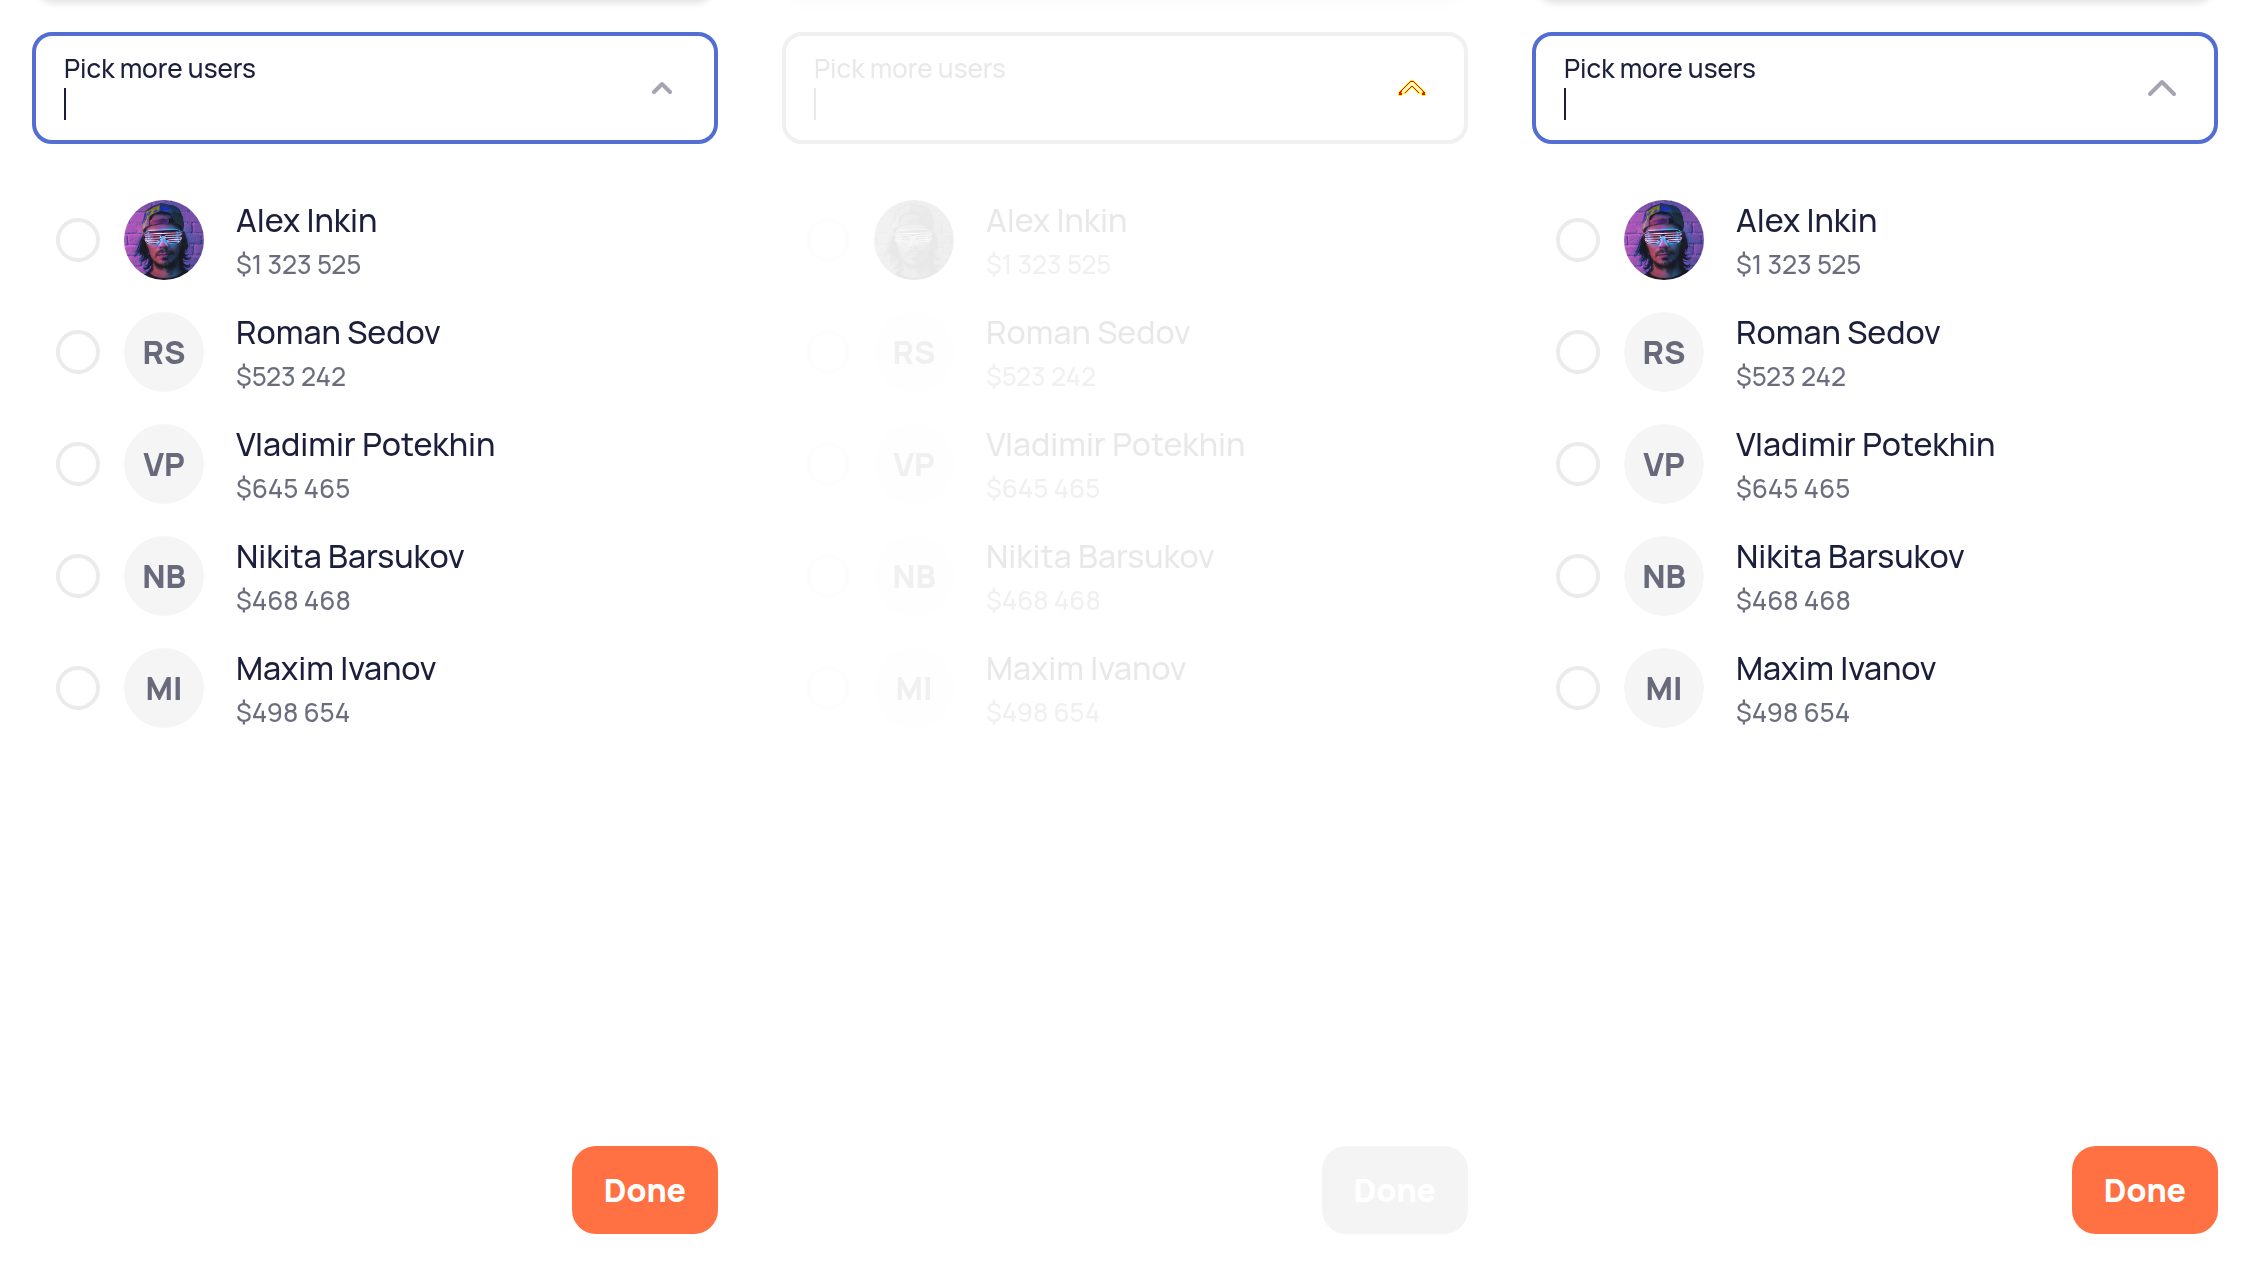 Pick more users
Alex Inkin
$1 323 525
RS
Roman Sedov
$523 242
VP
Vladimir Potekhin
$645 465
NB
Nikita Barsukov
$468 468
MI
Maxim Ivanov
$498 654
Done
Pick more users
Alex Inkin
$1 323 525
RS
Roman Sedov
$523 242
VP
Vladimir Potekhin
$645 465
NB
Nikita Barsukov
$468 468
MI
Maxim Ivanov
$498 654
Done
Pick more users
Alex Inkin
$1 323 525
RS
Roman Sedov
$523 242
VP
Vladimir Potekhin
$645 465
NB
Nikita Barsukov
$468 468
MI
Maxim Ivanov
$498 654
Done